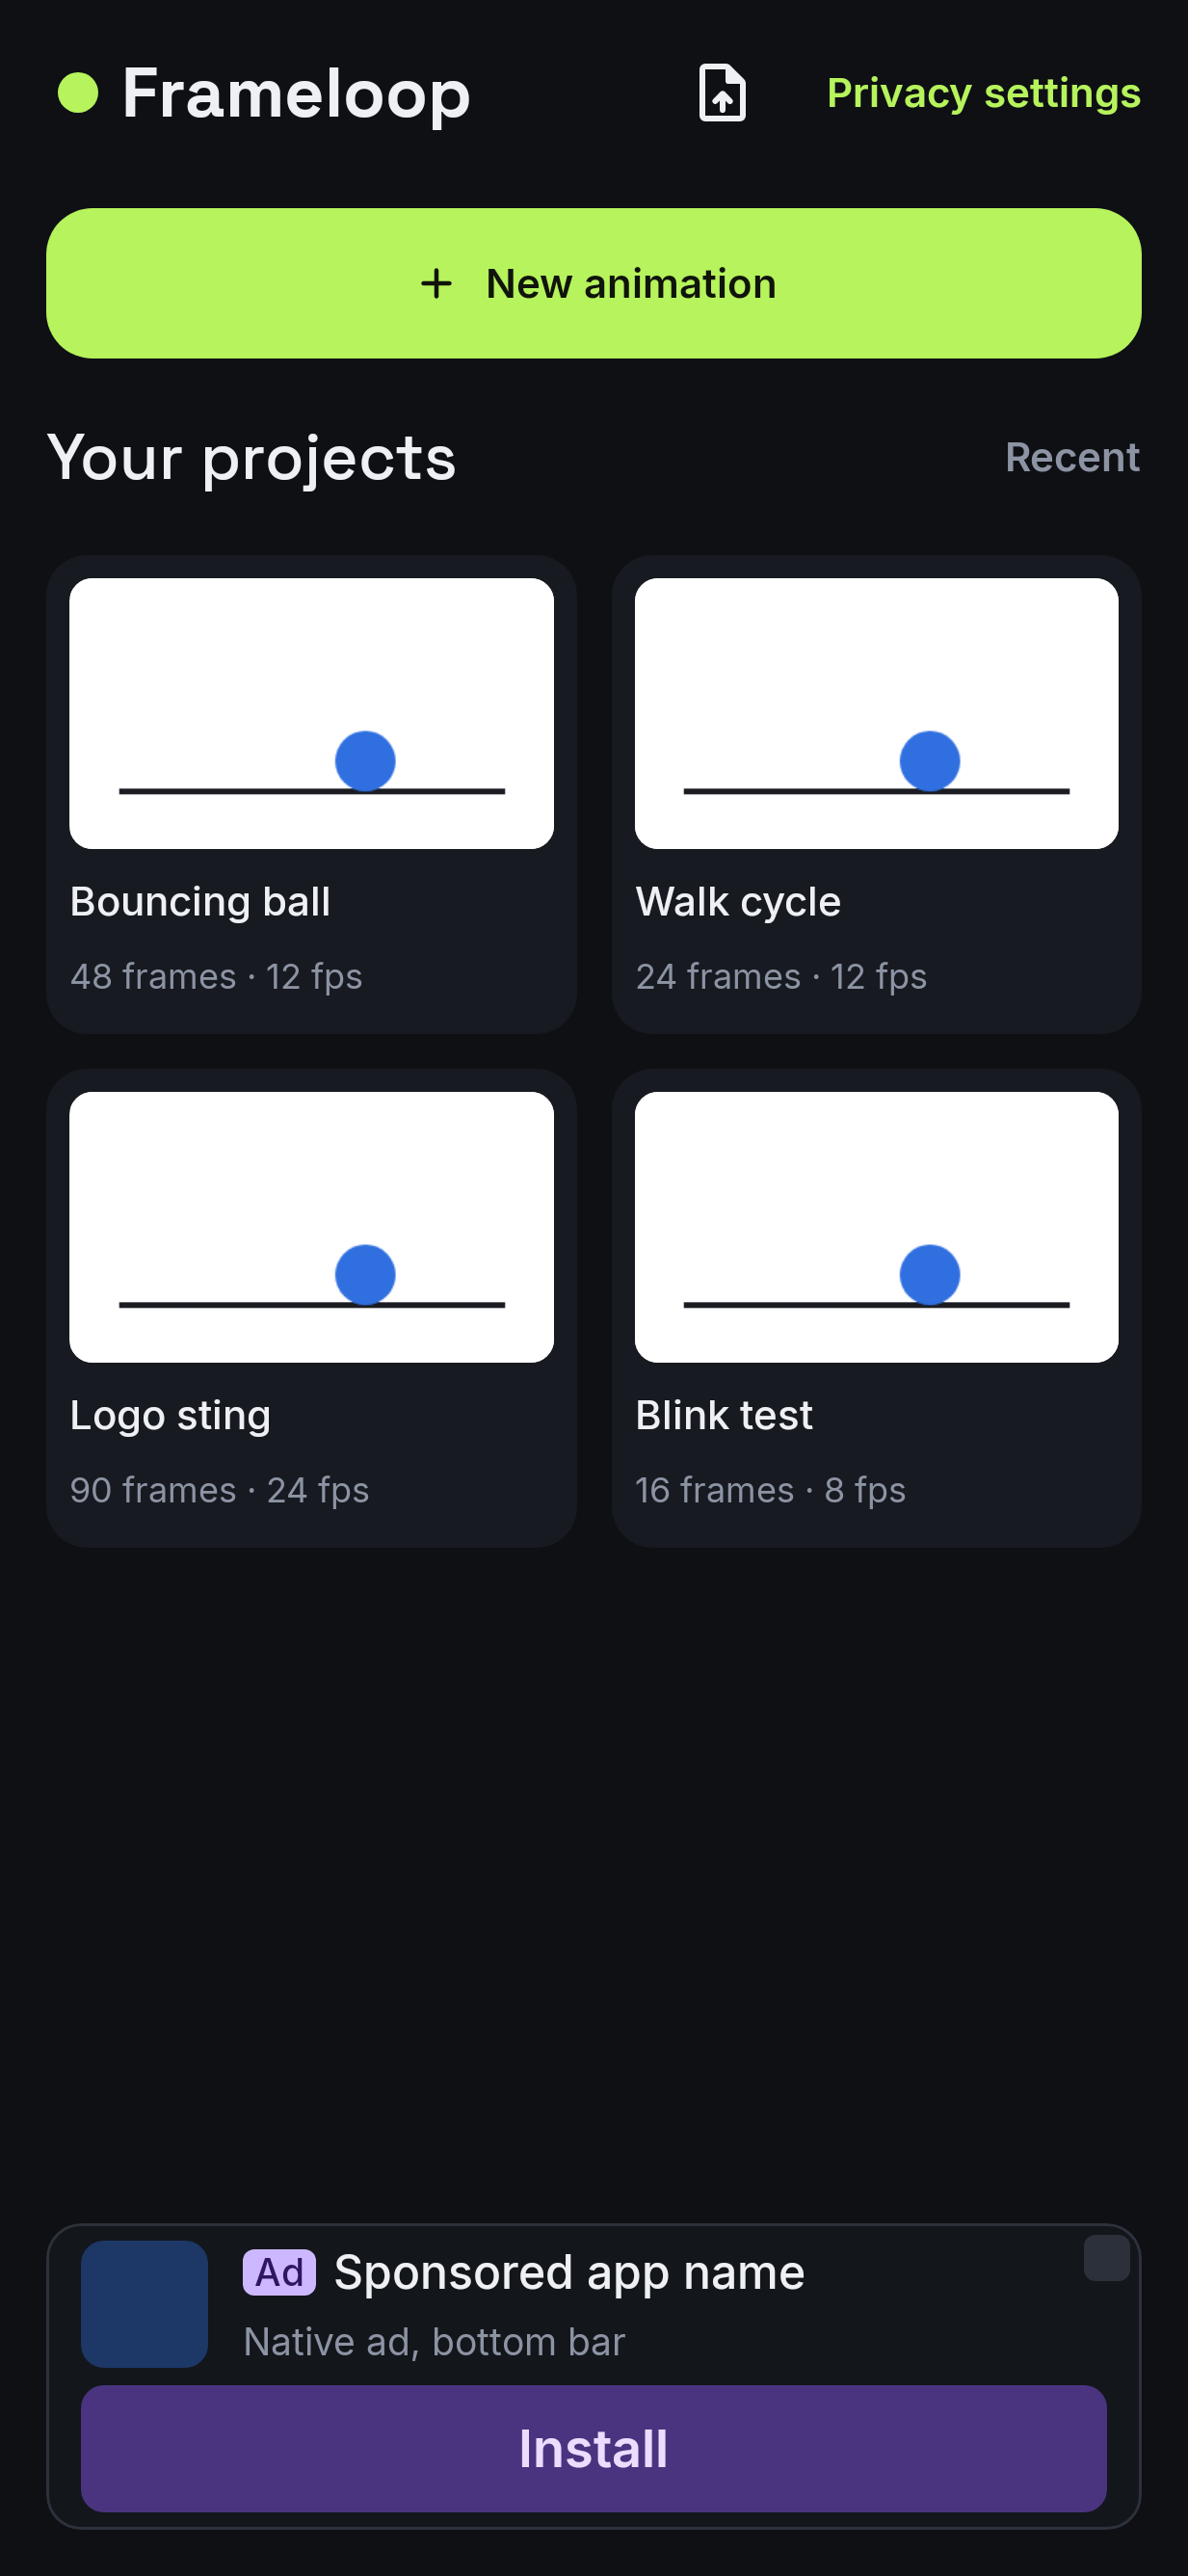 Frameloop
Privacy settings
New animation
Your projects
Recent
Bouncing ball
48 frames · 12 fps
Walk cycle
24 frames · 12 fps
Logo sting
90 frames · 24 fps
Blink test
16 frames · 8 fps
Ad Sponsored app name
Native ad, bottom bar
Install